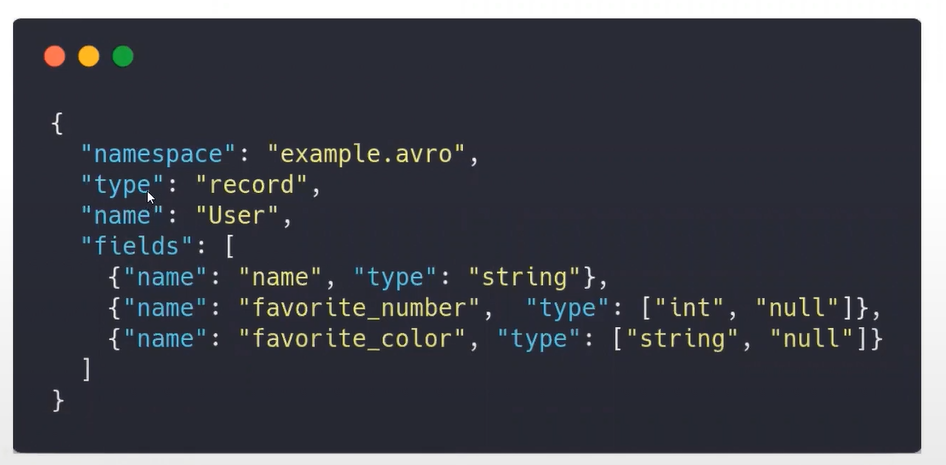 {
"namespace": "example.avro",
"type": "record",
"name": "User",
"fields": [
{"name": "name", "type": "string"},
{"name": "favorite_number",  "type": ["int", "null"]},
{"name": "favorite_color", "type": ["string", "null"]}
]
}